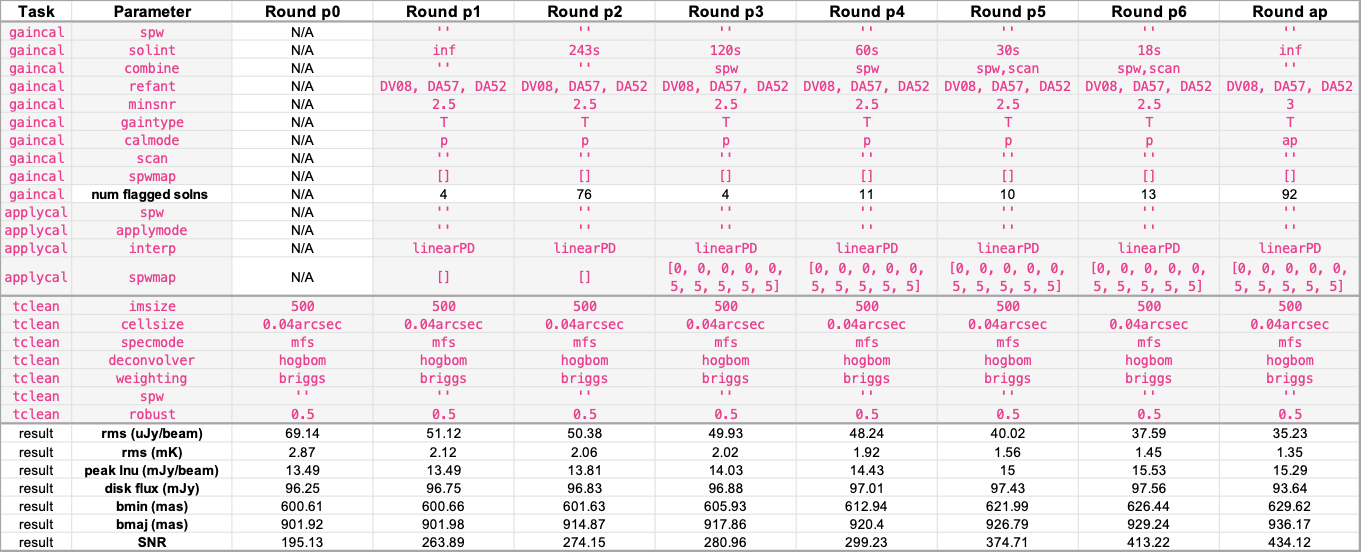 Task Parameter Round p0 Round p1 Round p2 Round p3 Round p4 Round p5 Round p6 Round ap
gaincal spw N/A '' '' '' '' '' '' ''
gaincal solint N/A inf 243s 120s 60s 30s 18s inf
gaincal combine N/A '' '' spw spw spw,scan spw,scan ''
gaincal refant N/A DV08, DA57, DA52 DV08, DA57, DA52 DV08, DA57, DA52 DV08, DA57, DA52 DV08, DA57, DA52 DV08, DA57, DA52 DV08, DA57, DA52
gaincal minsnr N/A 2.5 2.5 2.5 2.5 2.5 2.5 3
gaincal gaintype N/A T T T T T T T
gaincal calmode N/A p p p p p p ap
gaincal scan N/A '' '' '' '' '' '' ''
gaincal spwmap N/A [] [] [] [] [] [] []
gaincal num flagged solns N/A 4 76 4 11 10 13 92
applycal spw N/A '' '' '' '' '' '' ''
applycal applymode N/A '' '' '' '' '' '' ''
applycal interp N/A linearPD linearPD linearPD linearPD linearPD linearPD linearPD
[0, 0, 0, 0, 0, [0, 0, 0, 0, 0, [0, 0, 0, 0, 0, [0, 0, 0, 0, 0, [0, 0, 0, 0, 0,
applycal spwmap N/A [] []
5, 5, 5, 5, 5] 5, 5, 5, 5, 5] 5, 5, 5, 5, 5] 5, 5, 5, 5, 5] 5, 5, 5, 5, 5]
tclean imsize 500 500 500 500 500 500 500 500
tclean cellsize 0.04arcsec 0.04arcsec 0.04arcsec 0.04arcsec 0.04arcsec 0.04arcsec 0.04arcsec 0.04arcsec
tclean specmode mfs mfs mfs mfs mfs mfs mfs mfs
tclean deconvolver hogbom hogbom hogbom hogbom hogbom hogbom hogbom hogbom
tclean weighting briggs briggs briggs briggs briggs briggs briggs briggs
tclean spw '' '' '' '' '' '' '' ''
tclean robust 0.5 0.5 0.5 0.5 0.5 0.5 0.5 0.5
result rms (uJy/beam) 69.14 51.12 50.38 49.93 48.24 40.02 37.59 35.23
result rms (mK) 2.87 2.12 2.06 2.02 1.92 1.56 1.45 1.35
result peak Inu (mJy/beam) 13.49 13.49 13.81 14.03 14.43 15 15.53 15.29
result disk flux (mJy) 96.25 96.75 96.83 96.88 97.01 97.43 97.56 93.64
result bmin (mas) 600.61 600.66 601.63 605.93 612.94 621.99 626.44 629.62
result bmaj (mas) 901.92 901.98 914.87 917.86 920.4 926.79 929.24 936.17
result SNR 195.13 263.89 274.15 280.96 299.23 374.71 413.22 434.12